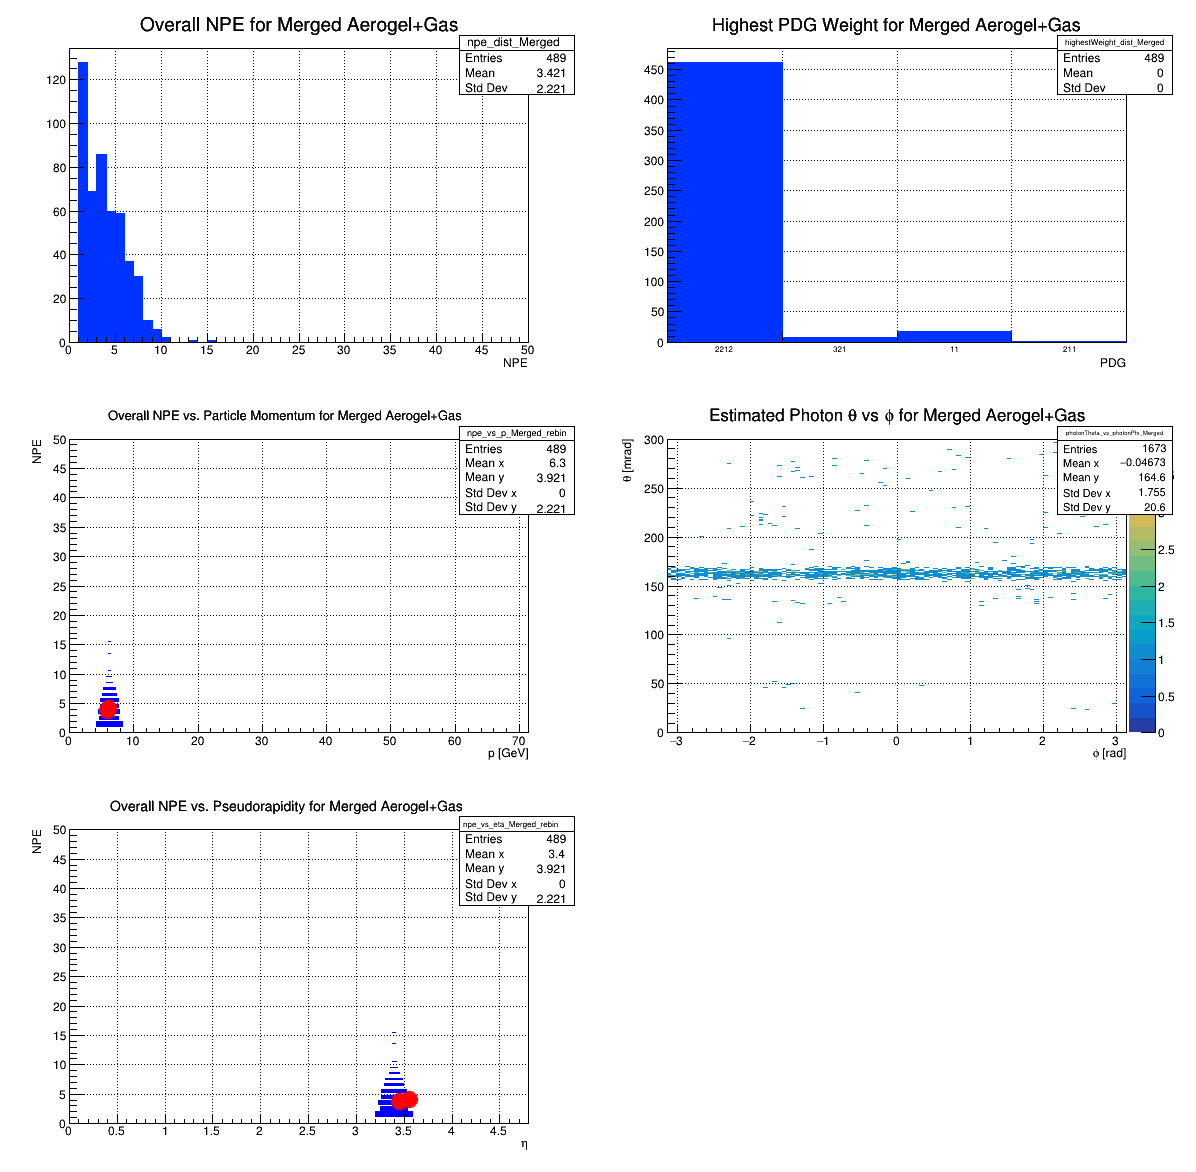 Overall NPE for Merged Aerogel+Gas
npe_dist_Merged
Entries 489
Mean 3.421
Std Dev 2.221
120
100
80
60
40
20
0
0 5 10 15 20 25 30 35 40 45 50
NPE
Highest PDG Weight for Merged Aerogel+Gas
highestWeight_dist_Merged
Entries 489
Mean 0
Std Dev 0
450
400
350
300
250
200
150
100
50
0
2212 321 11 211
PDG
Overall NPE vs. Particle Momentum for Merged Aerogel+Gas
npe_vs_p_Merged_rebin
Entries 489
Mean x 6.3
Mean y 3.921
Std Dev x 0
Std Dev y 2.221
NPE
50
45
40
35
30
25
20
15
10
5
0
0 10 20 30 40 50 60 70
p [GeV]
Estimated Photon θ vs ϕ for Merged Aerogel+Gas
photonTheta_vs_photonPhi_Merged
Entries 1673
Mean x −0.04673
Mean y 164.6
Std Dev x 1.755
Std Dev y 20.6
θ [mrad]
300
250
200
150
100
50
0
−3 −2 −1 0 1 2 3
ϕ [rad]
2.5
2
1.5
1
0.5
0
Overall NPE vs. Pseudorapidity for Merged Aerogel+Gas
npe_vs_eta_Merged_rebin
Entries 489
Mean x 3.4
Mean y 3.921
Std Dev x 0
Std Dev y 2.221
NPE
50
45
40
35
30
25
20
15
10
5
0
0 0.5 1 1.5 2 2.5 3 3.5 4 4.5
η